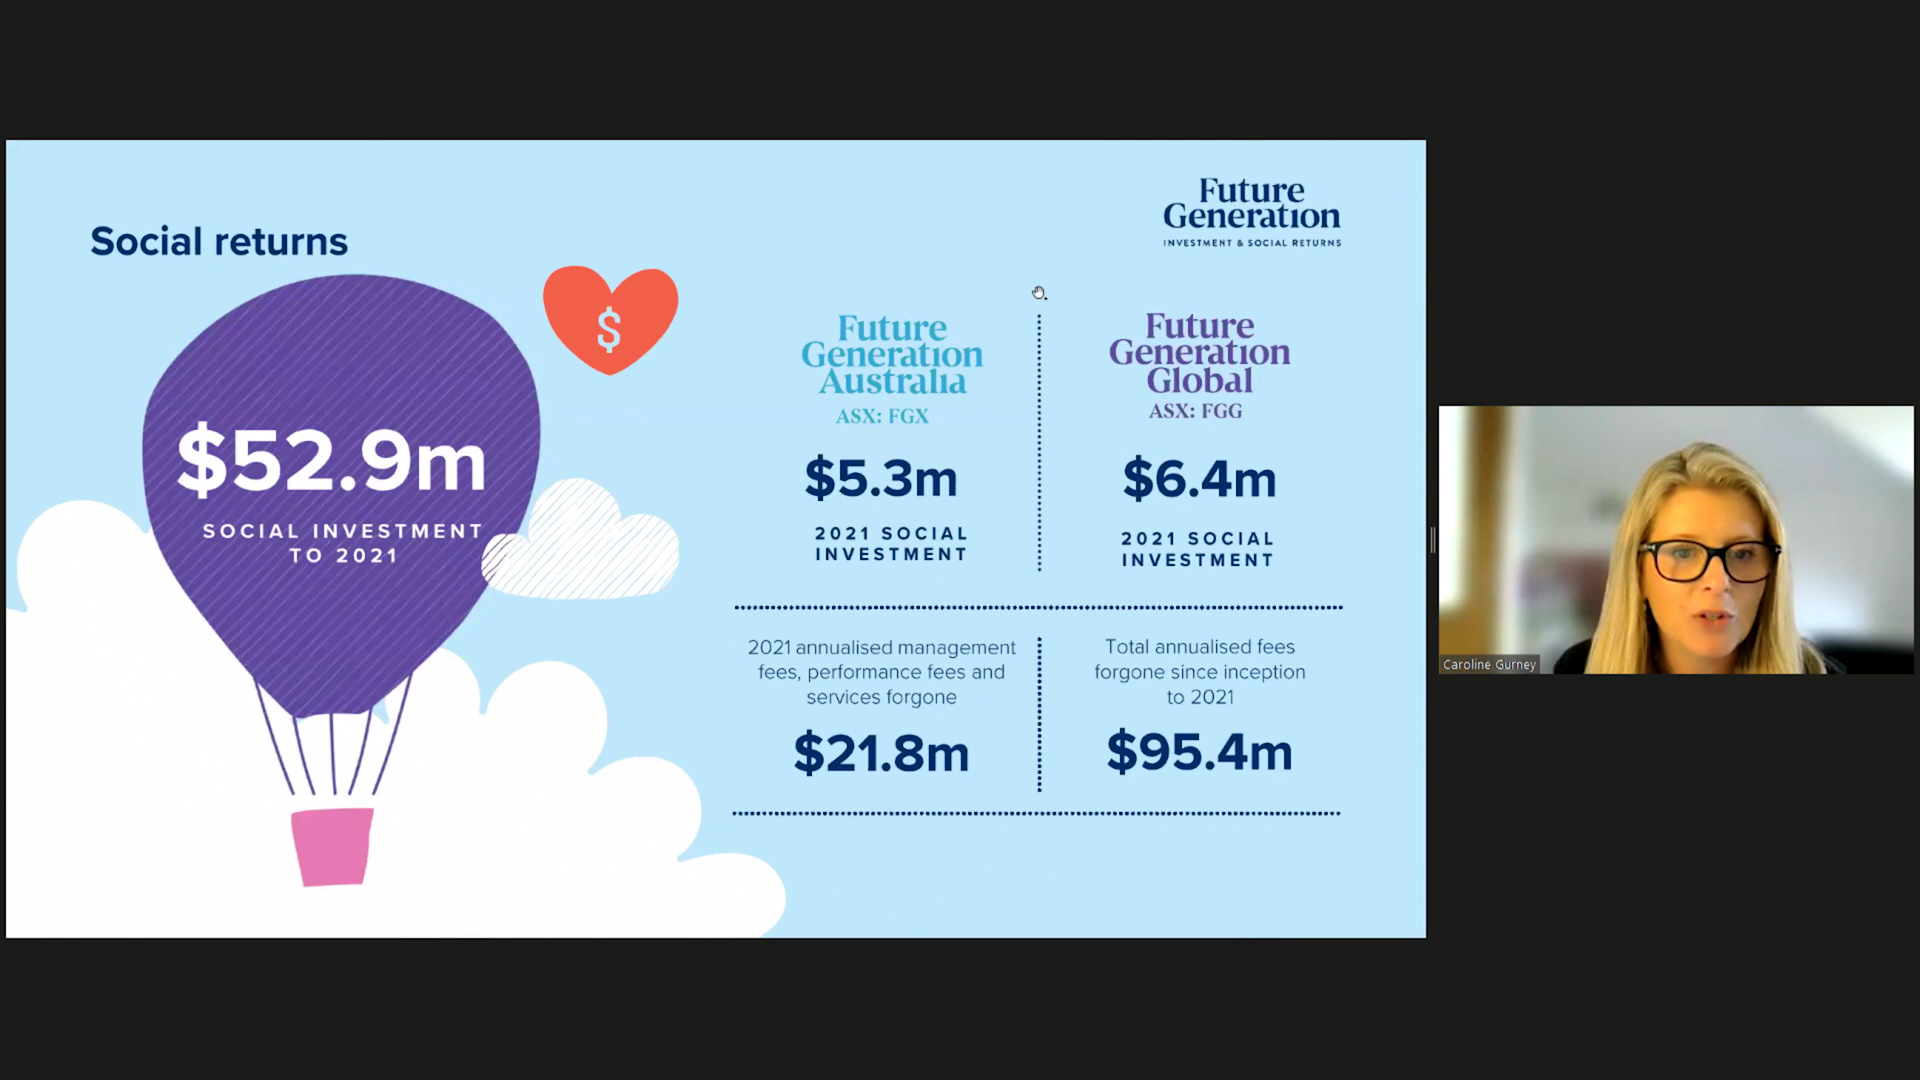 Social returns
Future
Generation
INVESTMENT & SOCIAL RETURNS
$
$52.9m
SOCIAL INVESTMENT
TO 2021
Future
Generation
Australia
ASX: FGX
$5.3m
2021 SOCIAL
INVESTMENT
Future
Generation
Global
ASX: FGG
$6.4m
2021 SOCIAL
INVESTMENT
2021 annualised management
fees, performance fees and
services forgone
$21.8m
Total annualised fees
forgone since inception
to 2021
$95.4m
Caroline Gurney